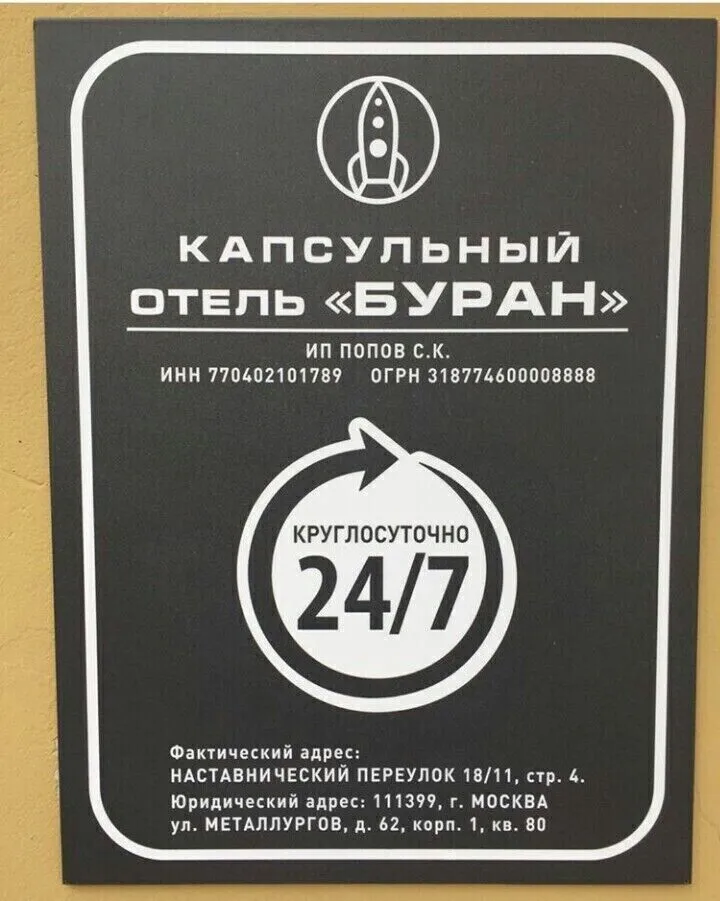 КАПСУЛЬНЫЙ
ОТЕЛЬ «БУРАН»
ИП ПОПОВ С.К.
ИНН 770402101789 ОГРН 318774600008888
КРУГЛОСУТОЧНО
24/7
Фактический адрес:
НАСТАВНИЧЕСКИЙ ПЕРЕУЛОК 18/11, стр. 4.
Юридический адрес: 111399, г. МОСКВА
ул. МЕТАЛЛУРГОВ, д. 62, корп. 1, кв. 80